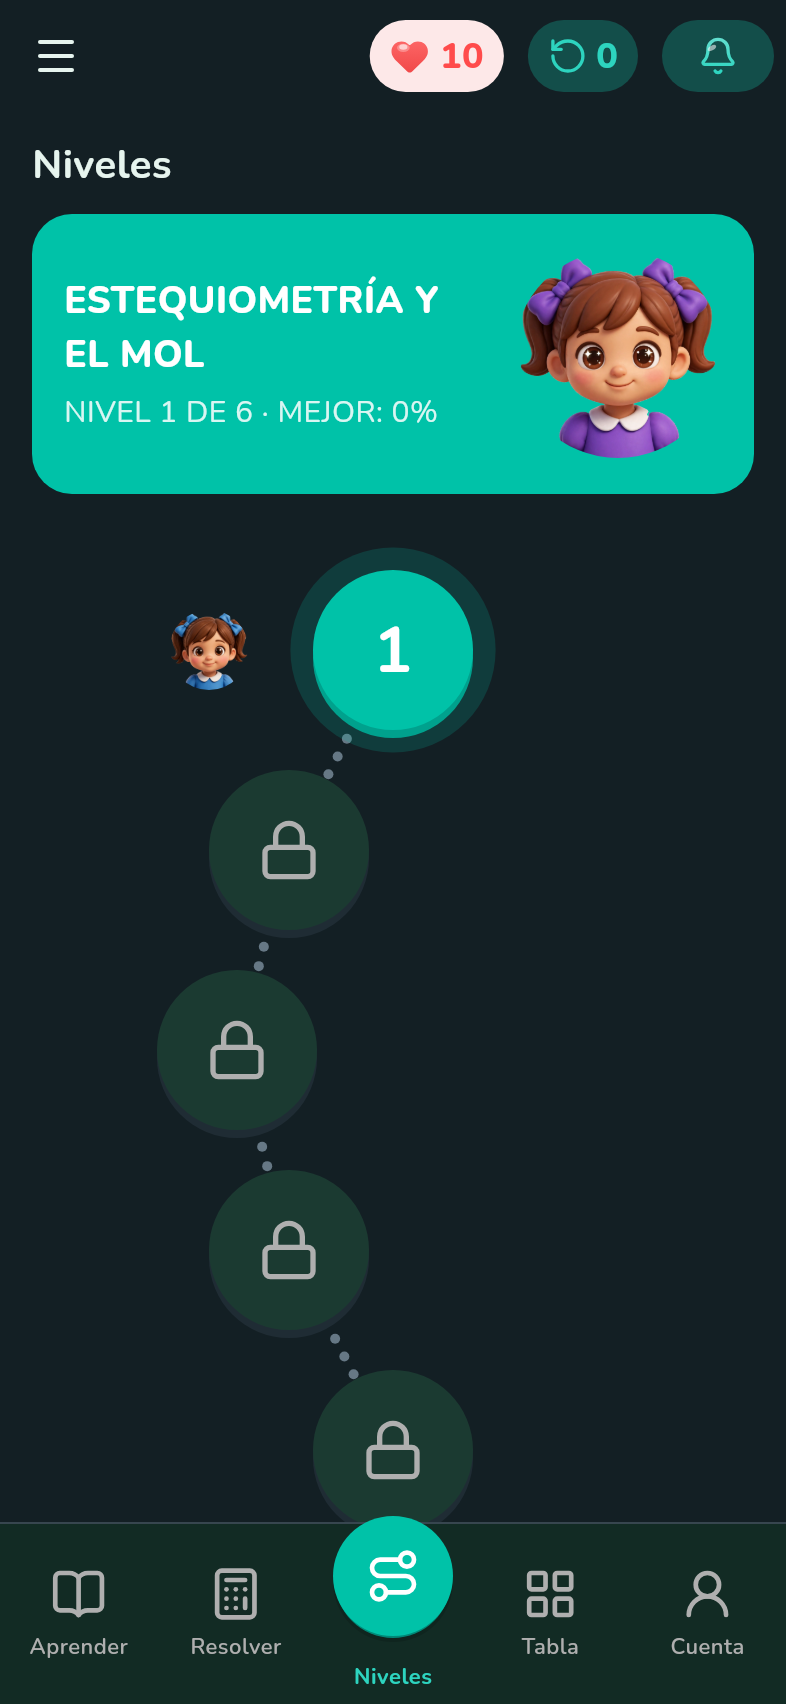 10
0
Niveles
ESTEQUIOMETRÍA Y
EL MOL
NIVEL 1 DE 6 · MEJOR: 0%
1
Aprender
Resolver
Niveles
Tabla
Cuenta